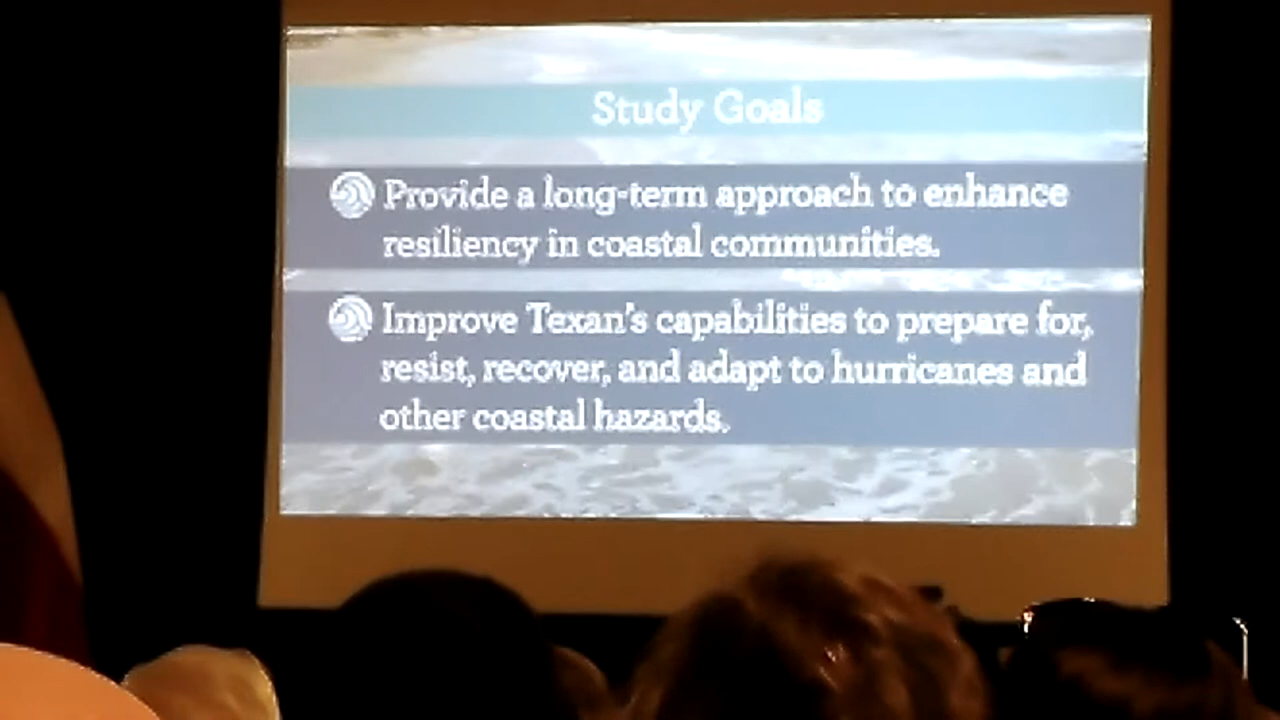 Study Goals
Provide a long-term approach to enhance
resiliency in coastal communities.
Improve Texan's capabilities to prepare for,
resist, recover, and adapt to hurricanes and
other coastal hazards.